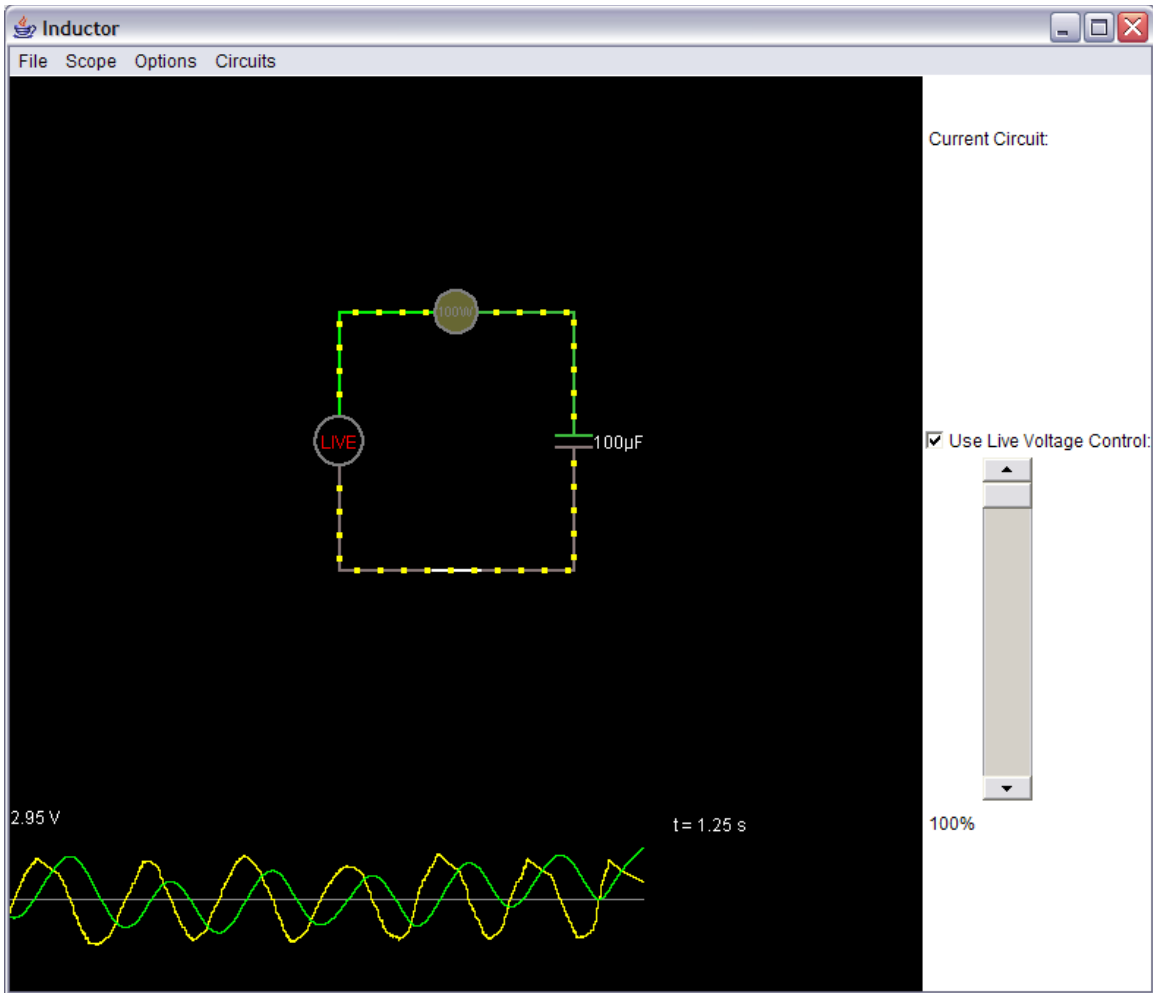 Inductor
File Scope Options Circuits
Current Circuit:
100W
LIVE
100µF
Use Live Voltage Control:
2.95 V
t = 1.25 s
100%